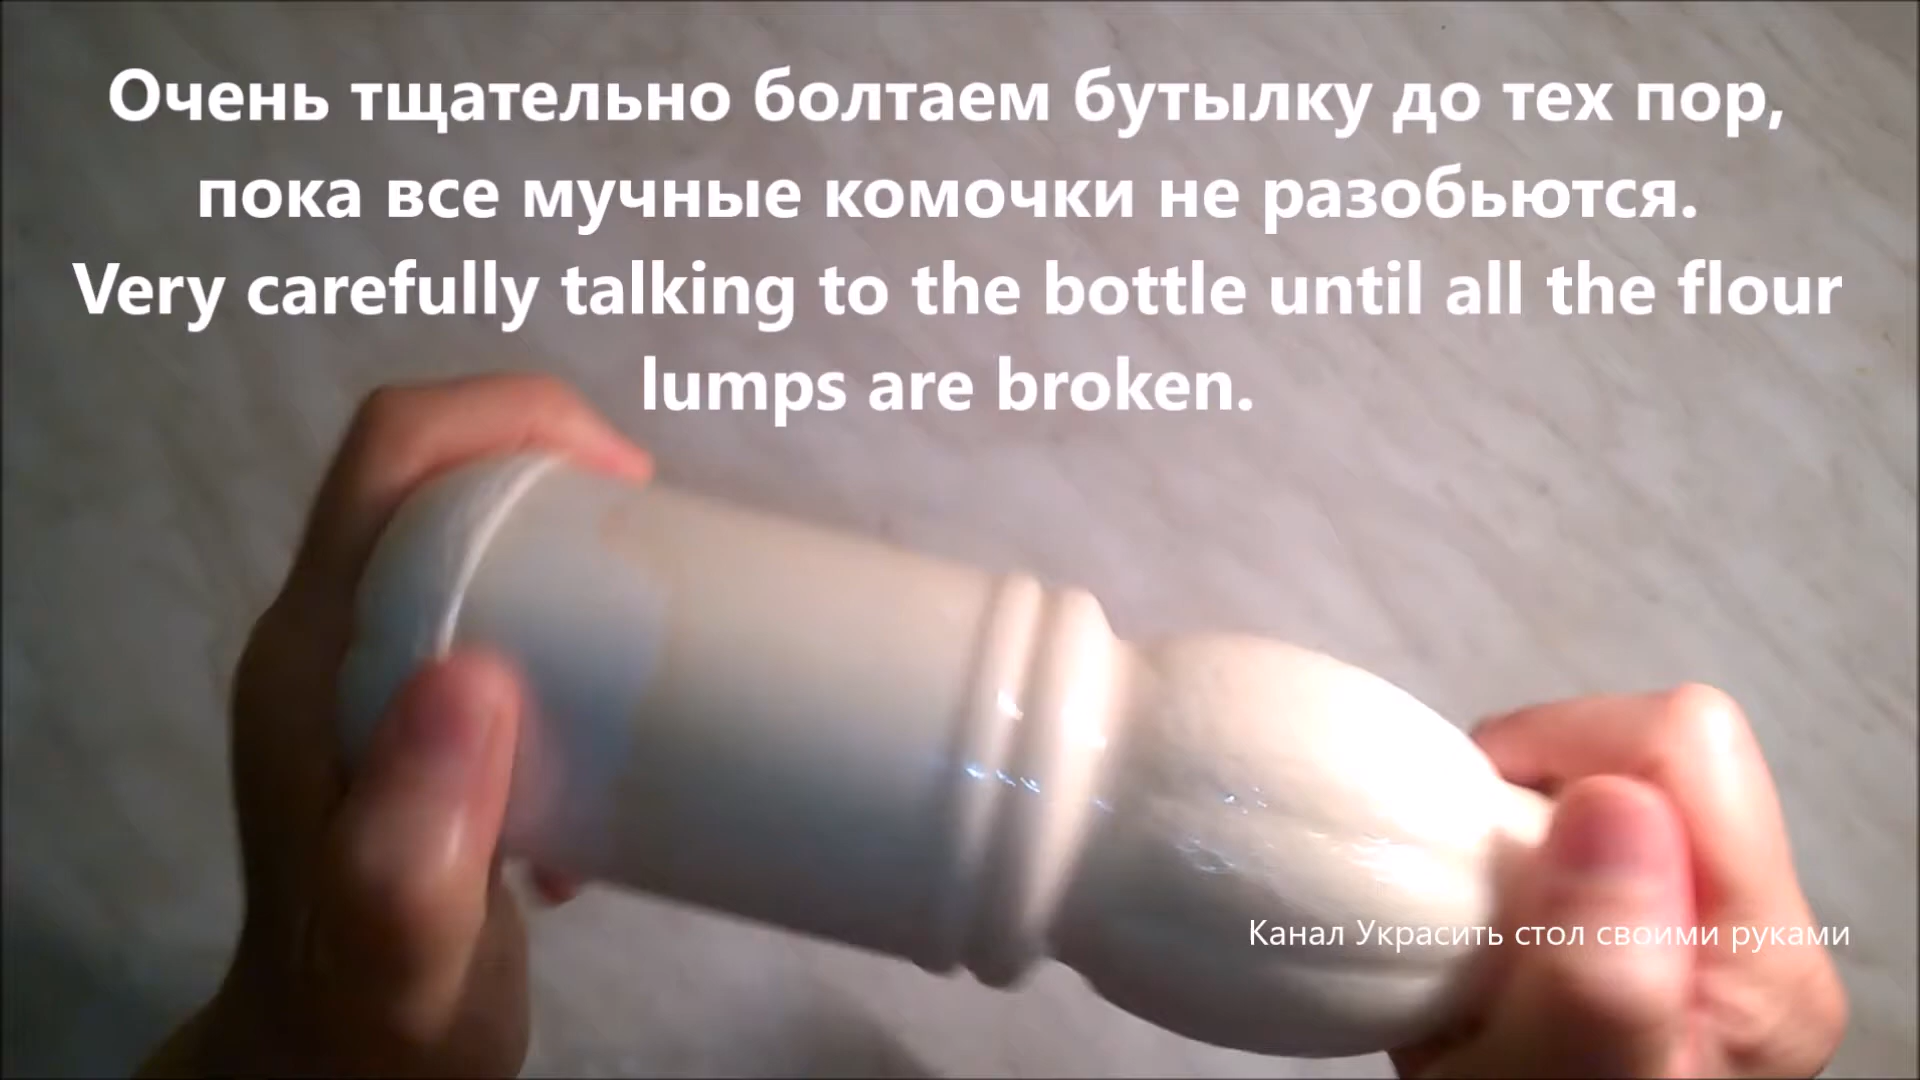 Очень тщательно болтаем бутылку до тех пор,
пока все мучные комочки не разобьются.
Very carefully talking to the bottle until all the flour
lumps are broken.
Канал Украсить стол своими руками